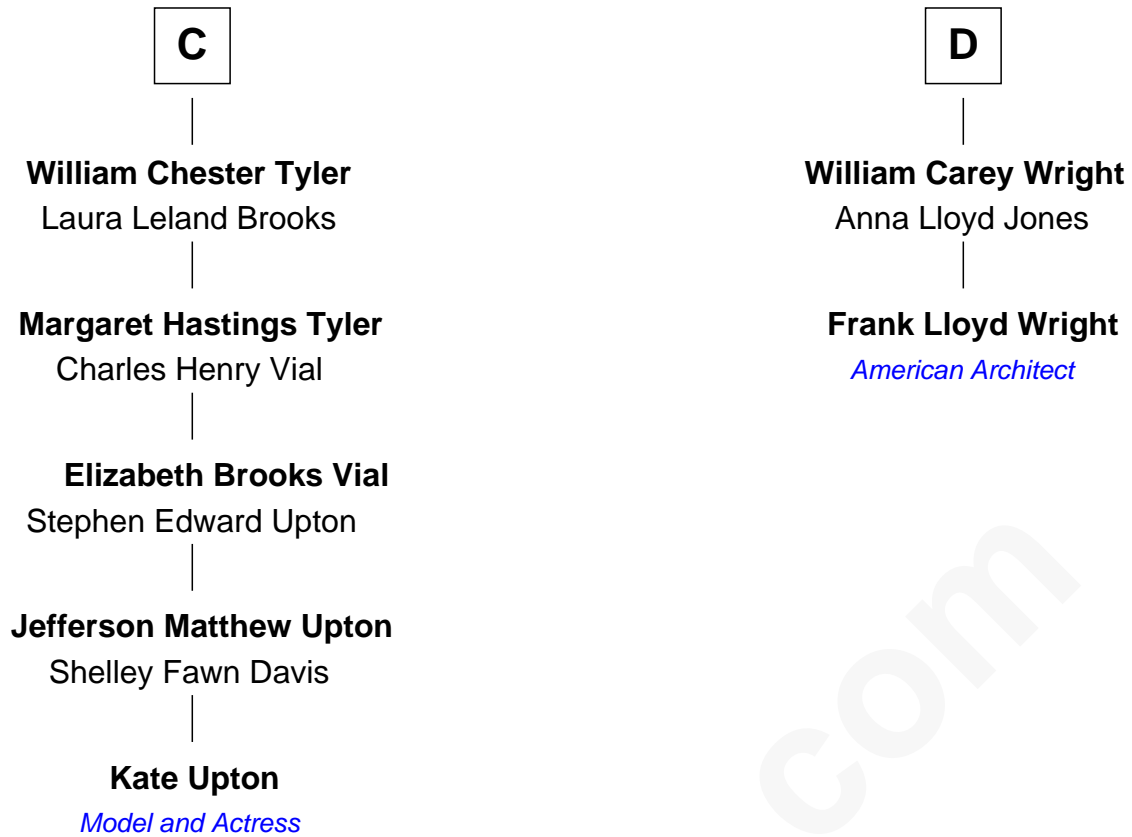 C
William Chester Tyler
Laura Leland Brooks
Margaret Hastings Tyler
Charles Henry Vial
Elizabeth Brooks Vial
Stephen Edward Upton
Jefferson Matthew Upton
Shelley Fawn Davis
Kate Upton
Model and Actress
D
William Carey Wright
Anna Lloyd Jones
Frank Lloyd Wright
American Architect
com